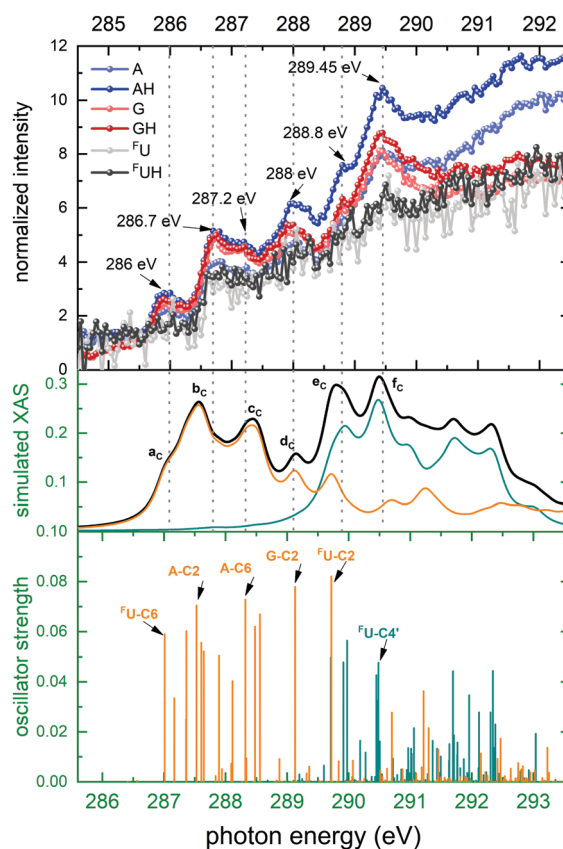 285 286 287 288 289 290 291 292
12
10
8
6
4
2
0
normalized intensity
A
AH
G
GH
FU
FUH
289.45 eV
288.8 eV
288 eV
287.2 eV
286.7 eV
286 eV
0.3
0.2
0.1
simulated XAS
aC
bC
cC
dC
eC
fC
0.10
0.08
0.06
0.04
0.02
0.00
oscillator strength
FU-C6
A-C2
A-C6
G-C2
FU-C2
FU-C4'
286 287 288 289 290 291 292 293
photon energy (eV)